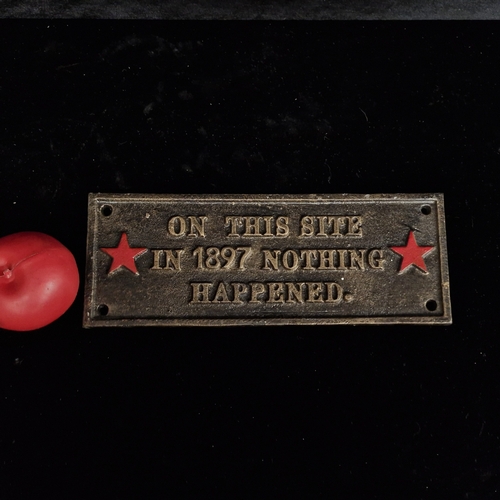 ON THIS SITE
IN 1897 NOTHING
HAPPENED.